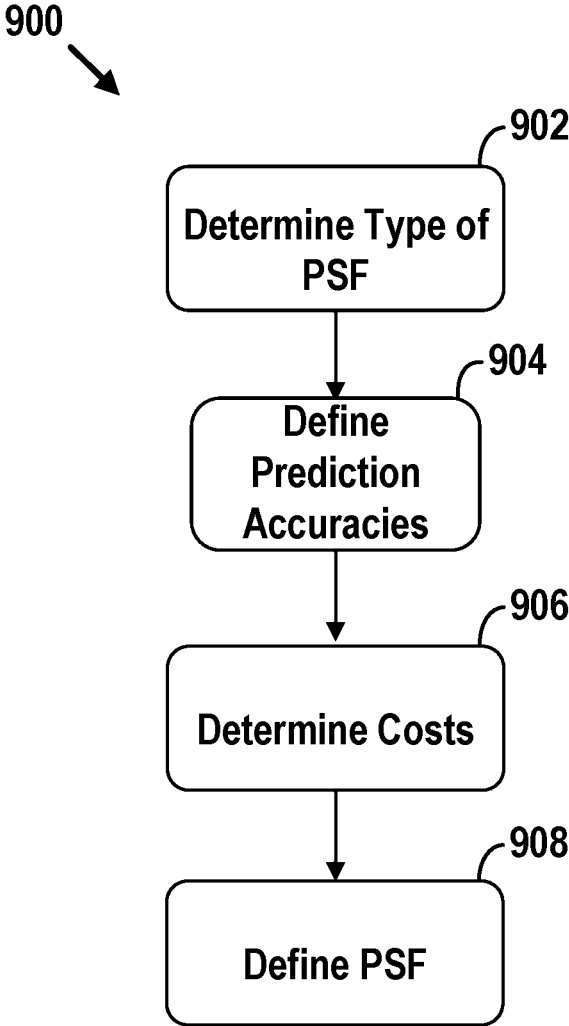 900
902
Determine Type of
PSF
904
Define
Prediction
Accuracies
906
Determine Costs
908
Define PSF